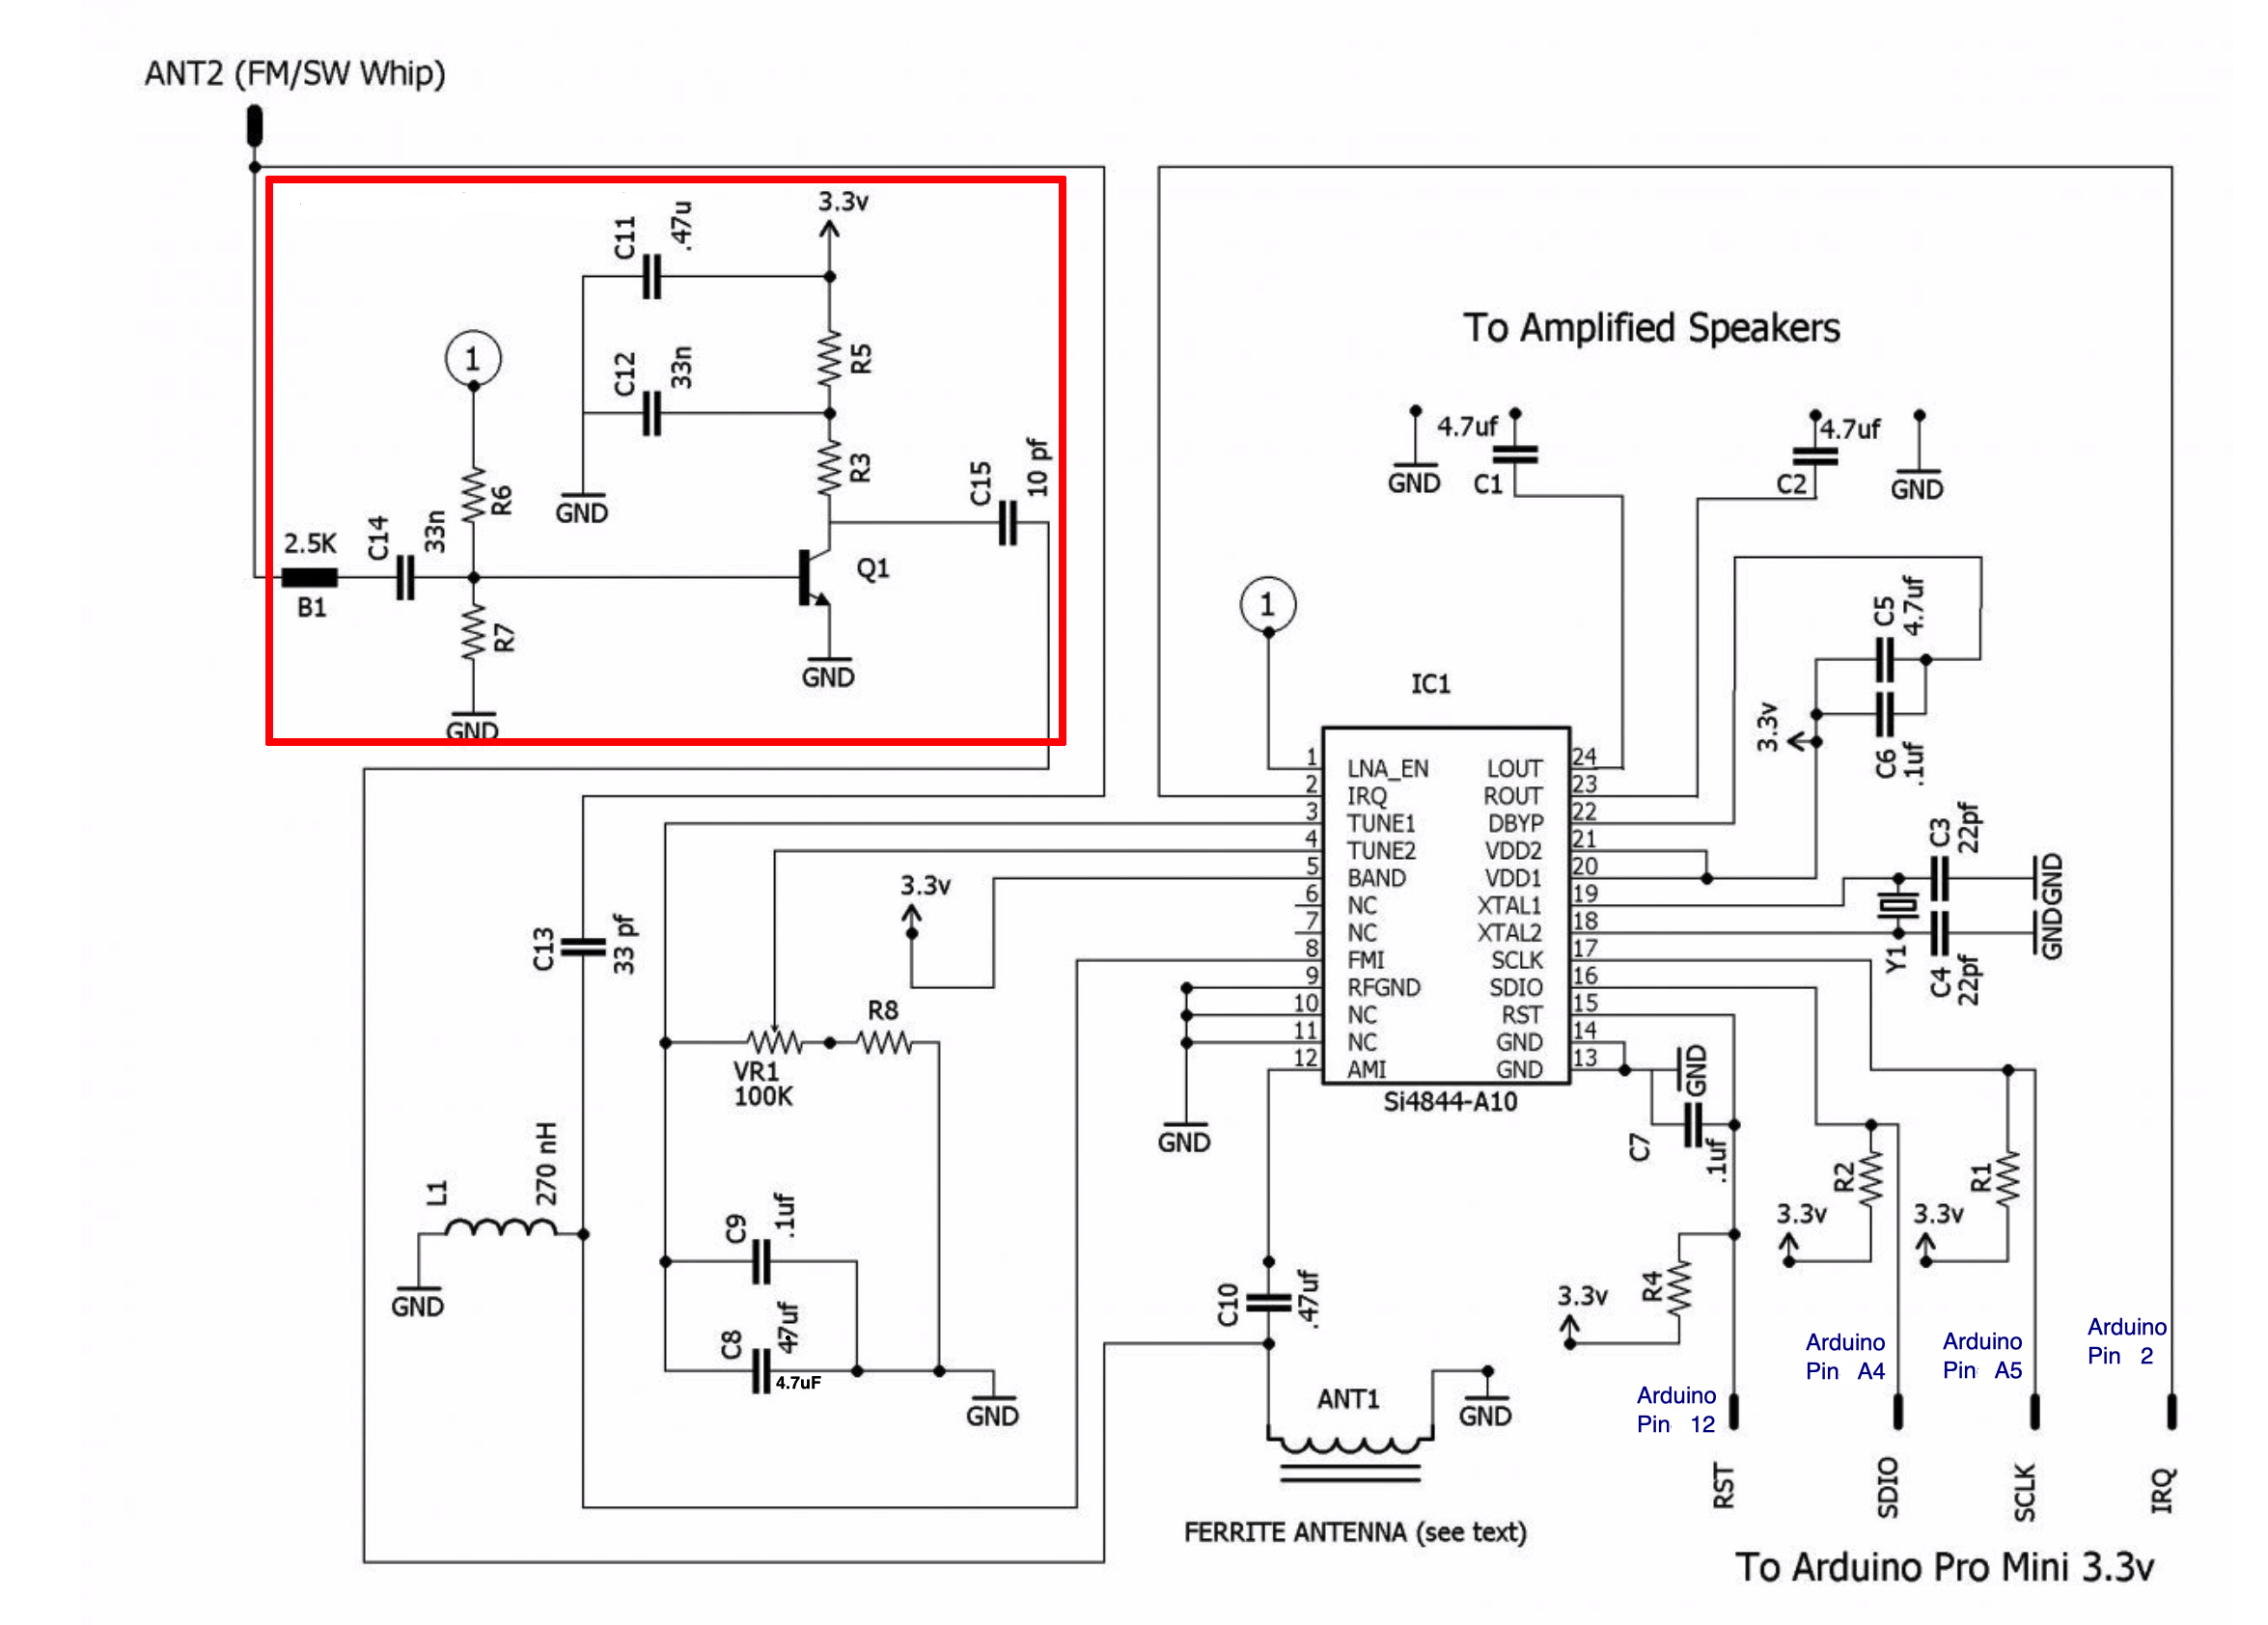 ANT2 (FM/SW Whip)
3.3v
C11
.47u
1
C12
33n
R5
R3
C15
10 pf
R6
GND
2.5K
C14
33n
B1
Q1
R7
GND
GND
To Amplified Speakers
4.7uf
4.7uf
GND
C1
C2
GND
1
C5
4.7uf
IC1
3.3v
C6
.1uf
1
LNA_EN
LOUT
24
2
IRQ
ROUT
23
3
TUNE1
DBYP
22
4
TUNE2
VDD2
21
5
BAND
VDD1
20
6
NC
XTAL1
19
7
NC
XTAL2
18
8
FMI
SCLK
17
9
RFGND
SDIO
16
10
NC
RST
15
11
NC
GND
14
12
AMI
GND
13
Si4844-A10
C3
22pf
GND
Y1
C4
22pf
GND
3.3v
C13
33 pf
R8
VR1
100K
GND
GND
C7
.1uf
R2
R1
3.3v
3.3v
L1
270 nH
GND
C9
.1uf
C8
47uf
4.7uF
GND
C10
.47uf
3.3v
R4
ANT1
GND
Arduino
Pin 12
Arduino
Pin A4
Arduino
Pin A5
Arduino
Pin 2
RST
SDIO
SCLK
IRQ
FERRITE ANTENNA (see text)
To Arduino Pro Mini 3.3v